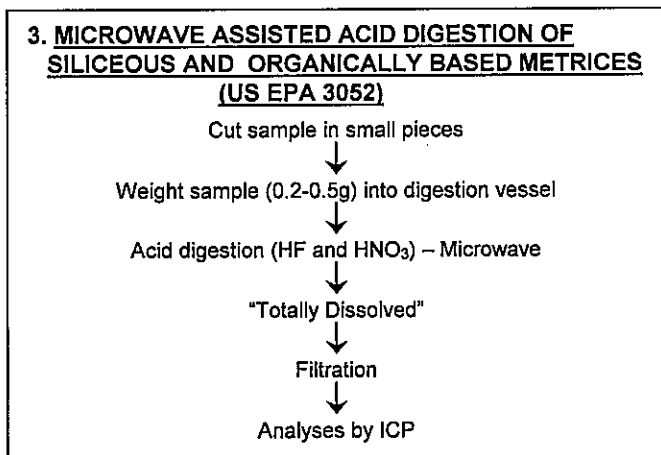 3. MICROWAVE ASSISTED ACID DIGESTION OF
SILICEOUS AND ORGANICALLY BASED METRICES
(US EPA 3052)
Cut sample in small pieces
Weight sample (0.2-0.5g) into digestion vessel
Acid digestion (HF and HNO₃) – Microwave
"Totally Dissolved"
Filtration
Analyses by ICP